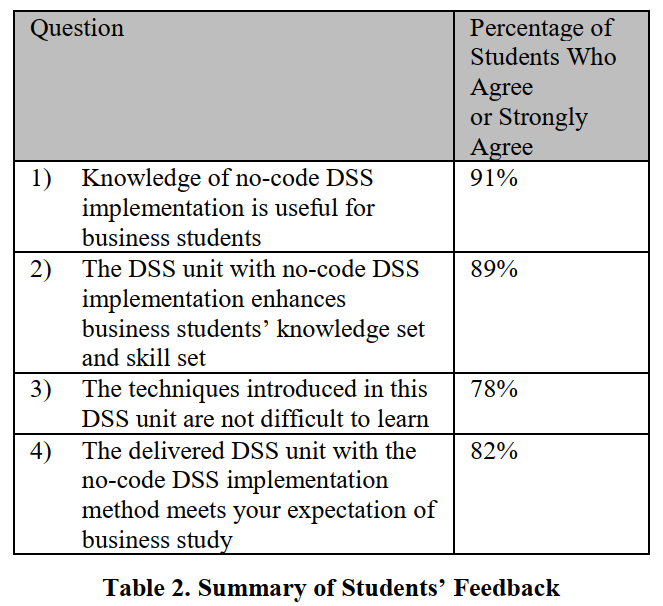 Question
Percentage of
Students Who
Agree
or Strongly
Agree
1) Knowledge of no-code DSS
implementation is useful for
business students
91%
2) The DSS unit with no-code DSS
implementation enhances
business students’ knowledge set
and skill set
89%
3) The techniques introduced in this
DSS unit are not difficult to learn
78%
4) The delivered DSS unit with the
no-code DSS implementation
method meets your expectation of
business study
82%
Table 2. Summary of Students’ Feedback